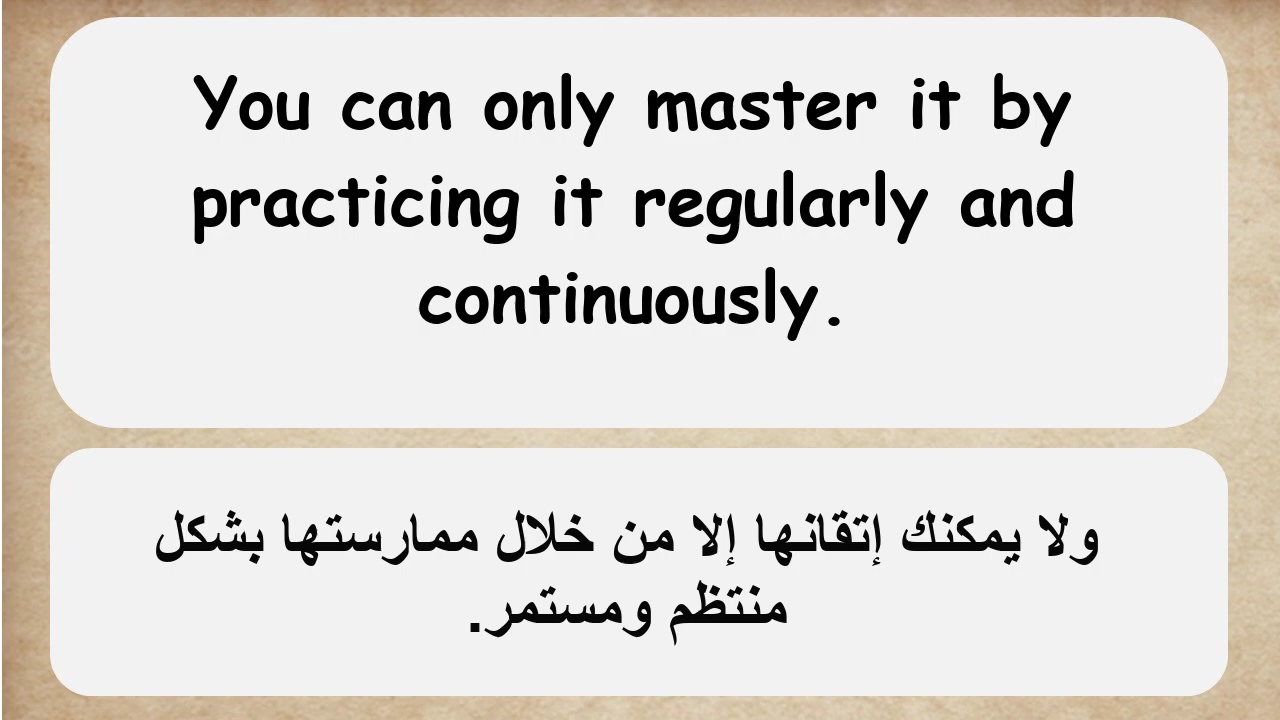 You can only master it by
practicing it regularly and
continuously.
ولا يمكنك إتقانها إلا من خلال ممارستها بشكل
منتظم ومستمر.